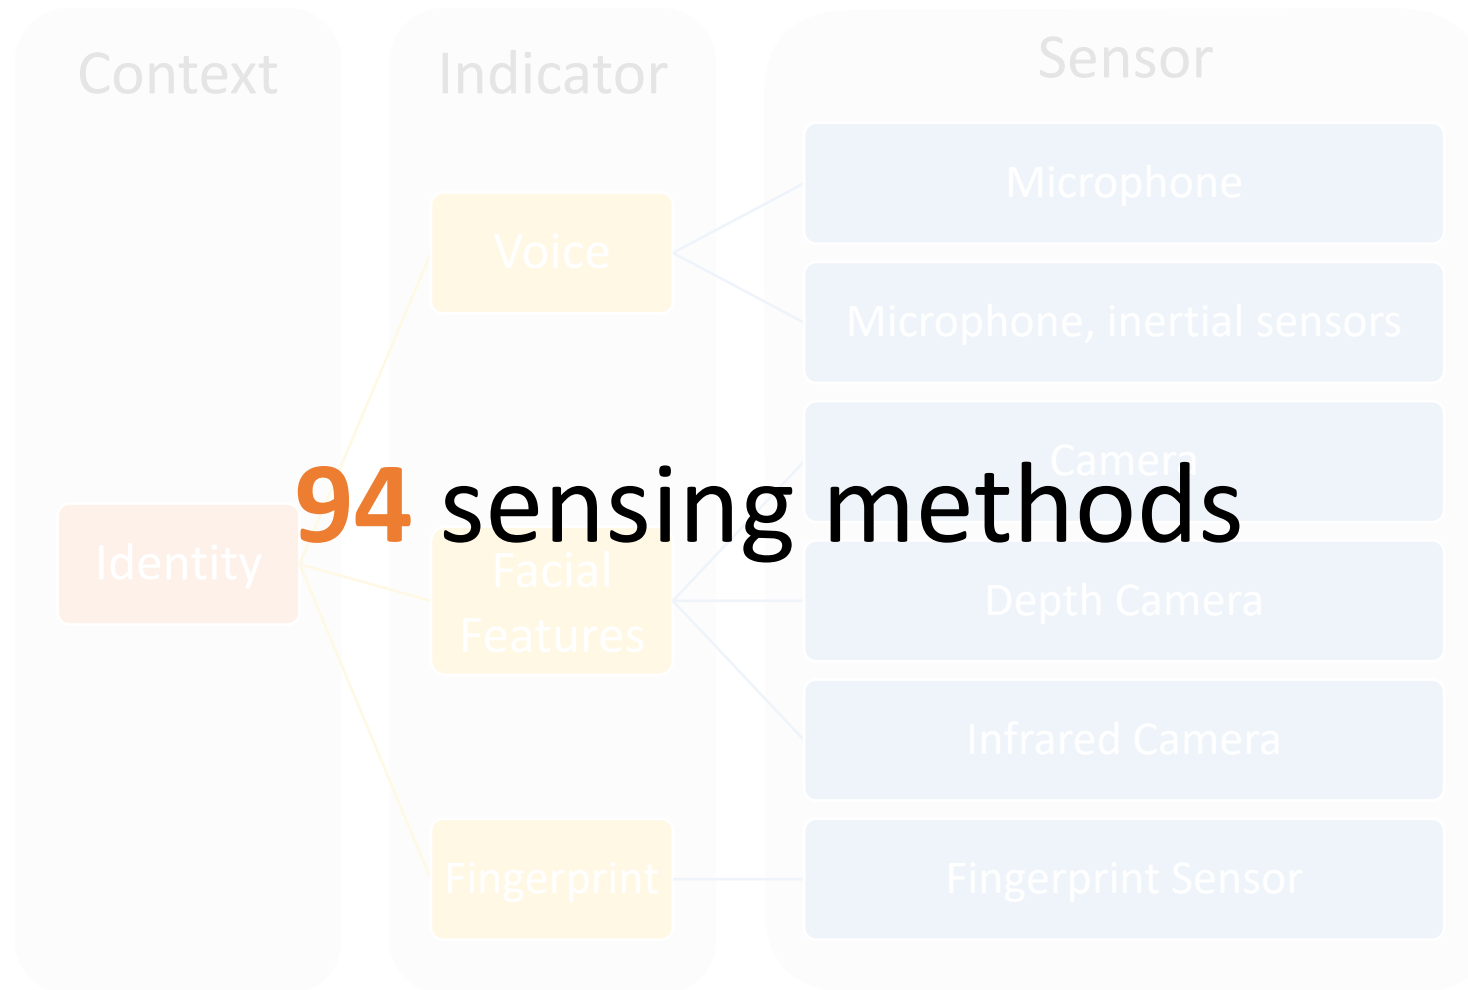 Context
Indicator
Sensor
Microphone
Voice
Microphone, inertial sensors
Camera
94 sensing methods
Identity
Facial
Features
Depth Camera
Infrared Camera
Fingerprint
Fingerprint Sensor